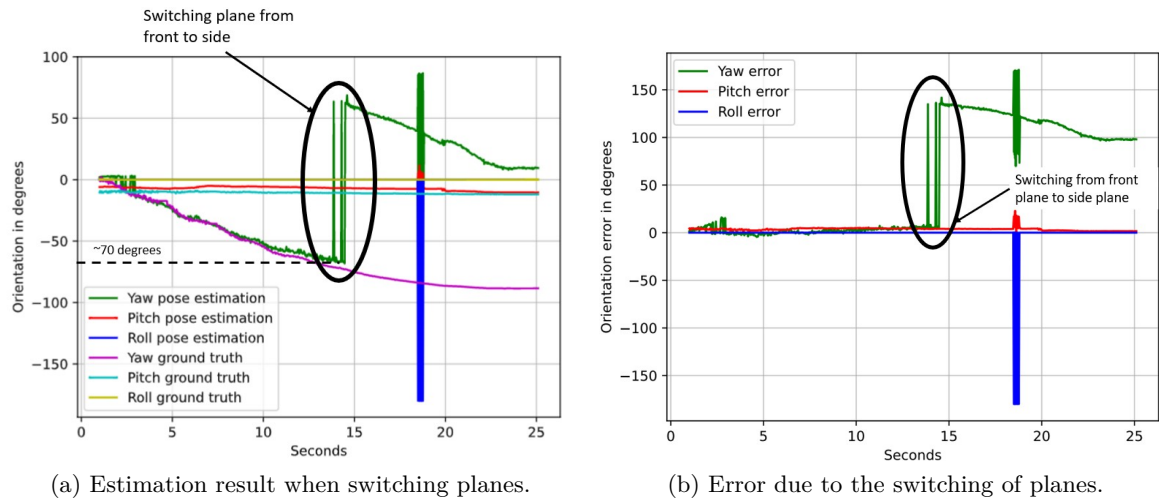 Switching plane from
front to side
100
50
0
−50
−100
−150
Orientation in degrees
~70 degrees
Yaw pose estimation
Pitch pose estimation
Roll pose estimation
Yaw ground truth
Pitch ground truth
Roll ground truth
0 5 10 15 20 25
Seconds
(a) Estimation result when switching planes.
Yaw error
Pitch error
Roll error
150
100
50
0
−50
−100
−150
Orientation error in degrees
Switching from front
plane to side plane
0 5 10 15 20 25
Seconds
(b) Error due to the switching of planes.